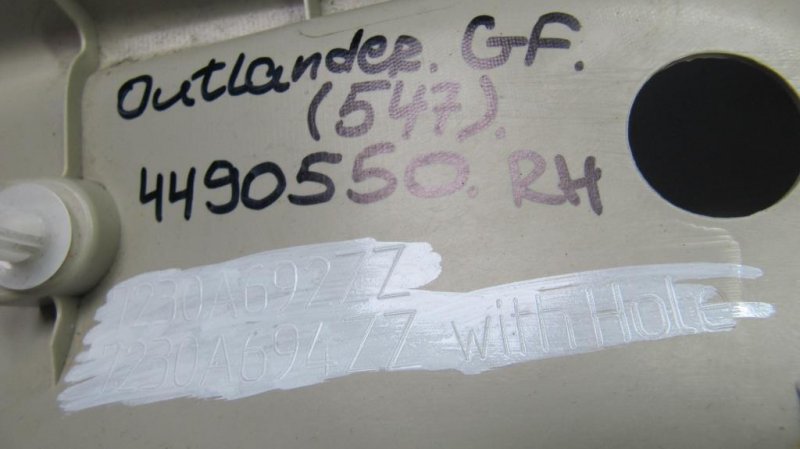 Outlander. GF.
(547).
4490550. RH
7230A692ZZ
7230A694ZZ with Hole